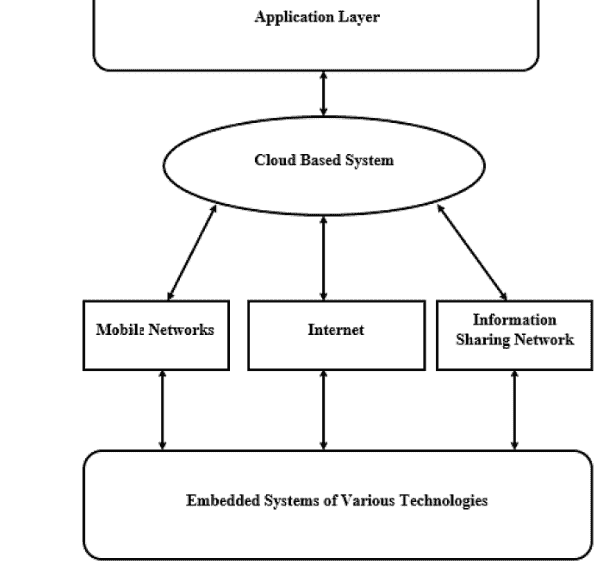 Application Layer
Cloud Based System
Mobile Networks
Internet
Information
Sharing Network
Embedded Systems of Various Technologies